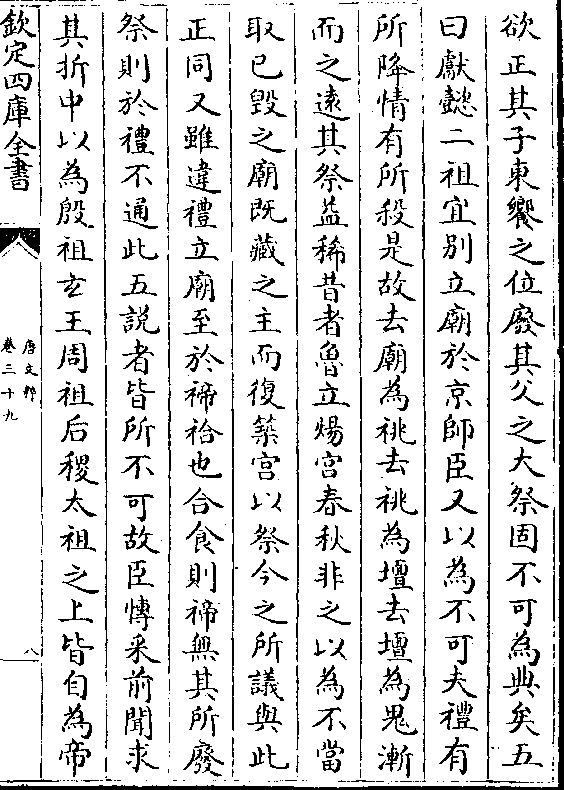 欲正其子東饗之位廢其父之大祭固不可為典矣五
曰獻懿二祖宜别立廟於京師臣又以為不可夫禮有
所降情有所殺是故去廟為祧去祧為壇去壇為鬼漸
而之逺其祭益稀昔者魯立煬宫春秋非之以為不當
取已毁之廟既藏之主而復築宫以祭今之所議與此
正同又雖違禮立廟至於禘祫也合食則禘無其所廢
祭則於禮不通此五説者皆所不可故臣慱采前聞求
其折中以為殷祖玄王周祖后稷太祖之上皆自為帝
欽定四庫全書
唐文粹
卷三十九
八